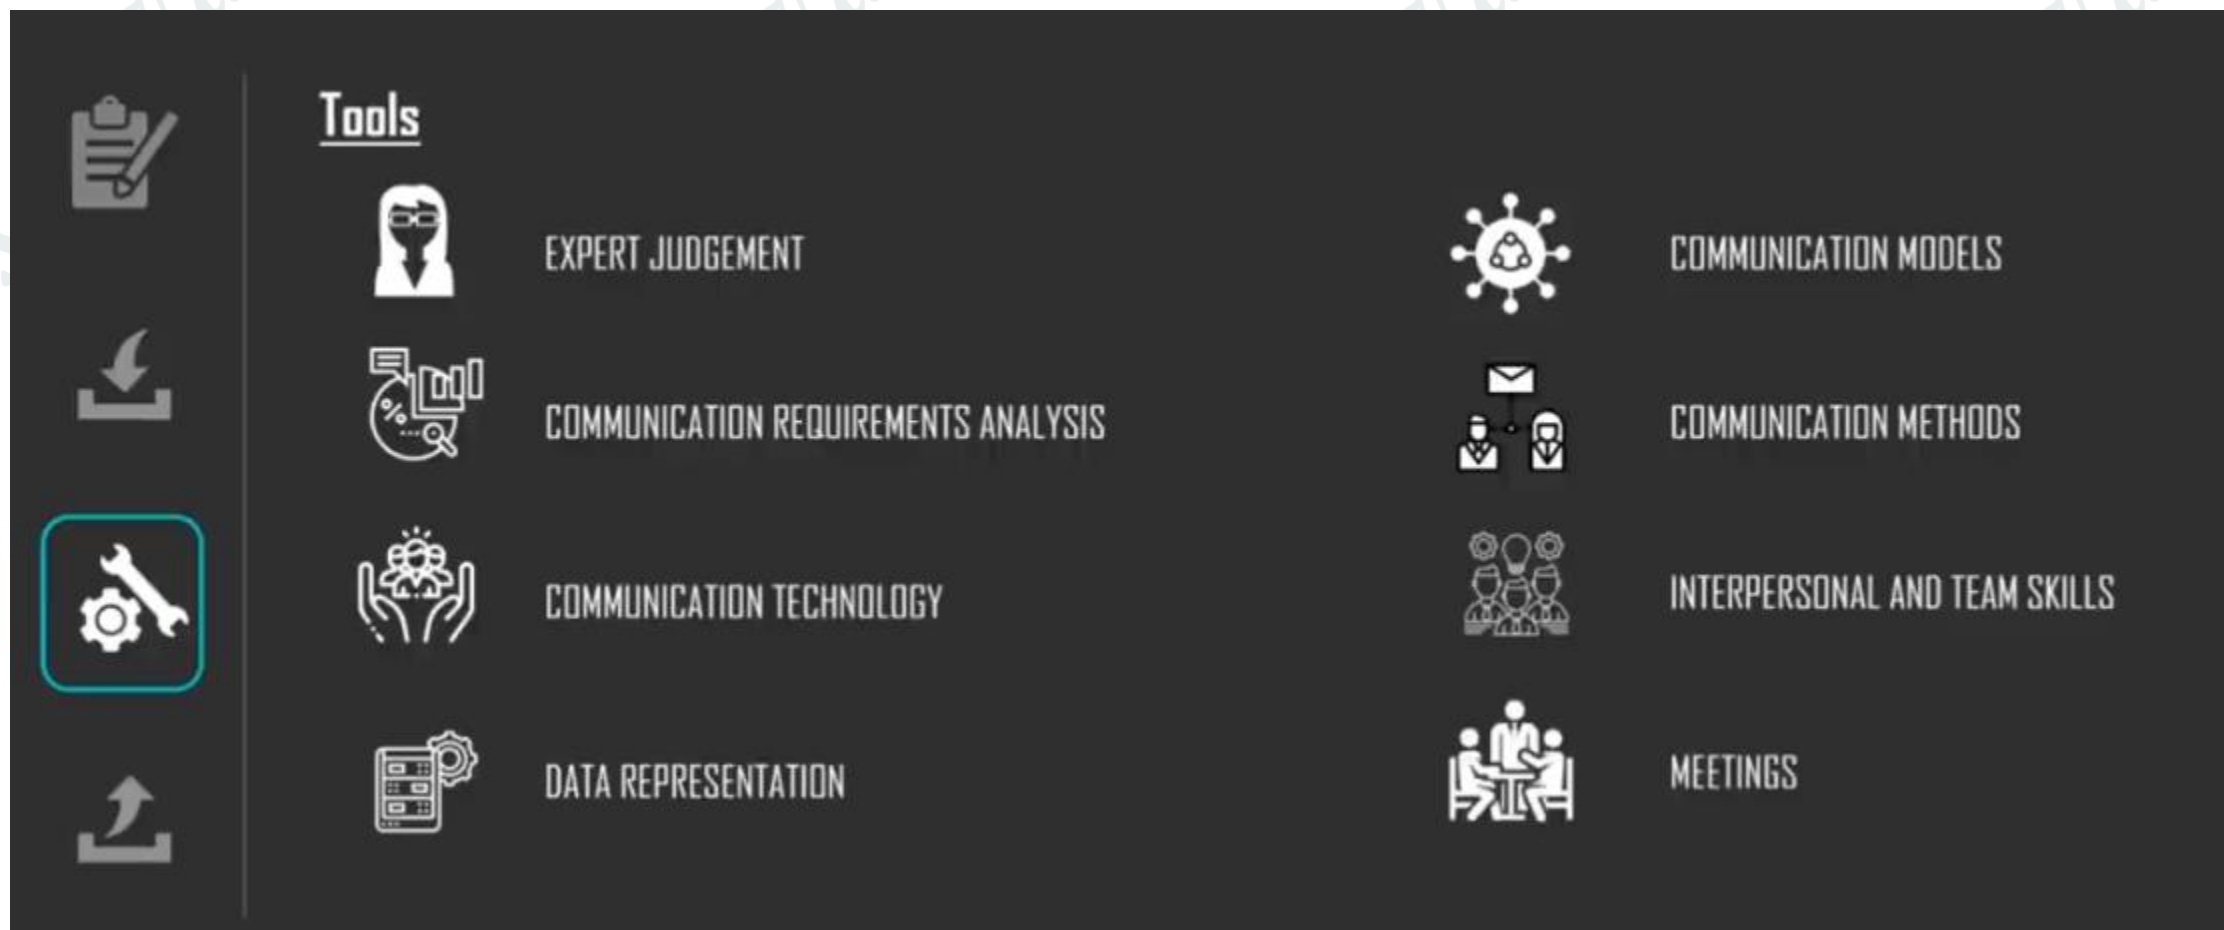 Tools
EXPERT JUDGEMENT
COMMUNICATION REQUIREMENTS ANALYSIS
COMMUNICATION TECHNOLOGY
DATA REPRESENTATION
COMMUNICATION MODELS
COMMUNICATION METHODS
INTERPERSONAL AND TEAM SKILLS
MEETINGS